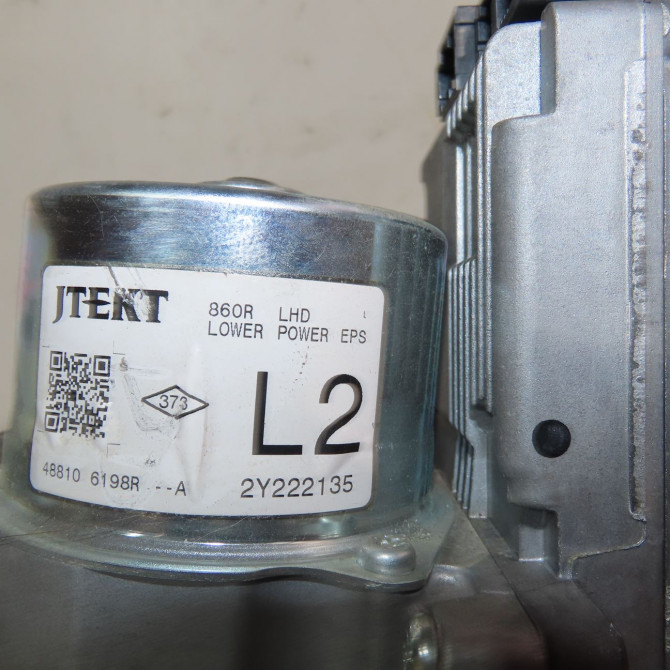 JTEKT
860R LHD
LOWER POWER EPS
373
L2
48810 6198R --A
2Y222135